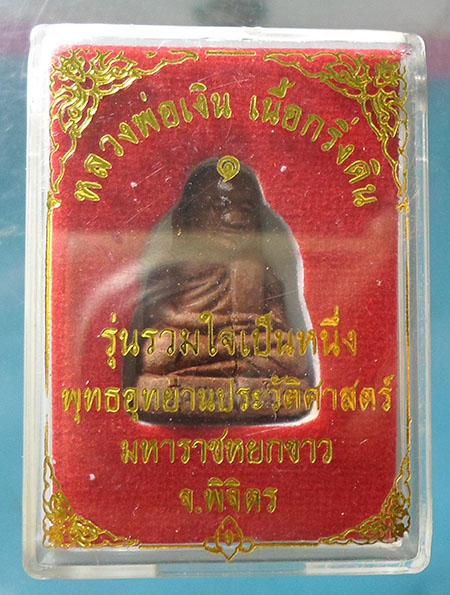 หลวงพ่อเงิน เนื้อกริ่งดิน
๑
รุ่นรวมใจเป็นหนึ่ง
พุทธอุทยานประวัติศาสตร์
มหาราชหยกขาว
จ.พิจิตร